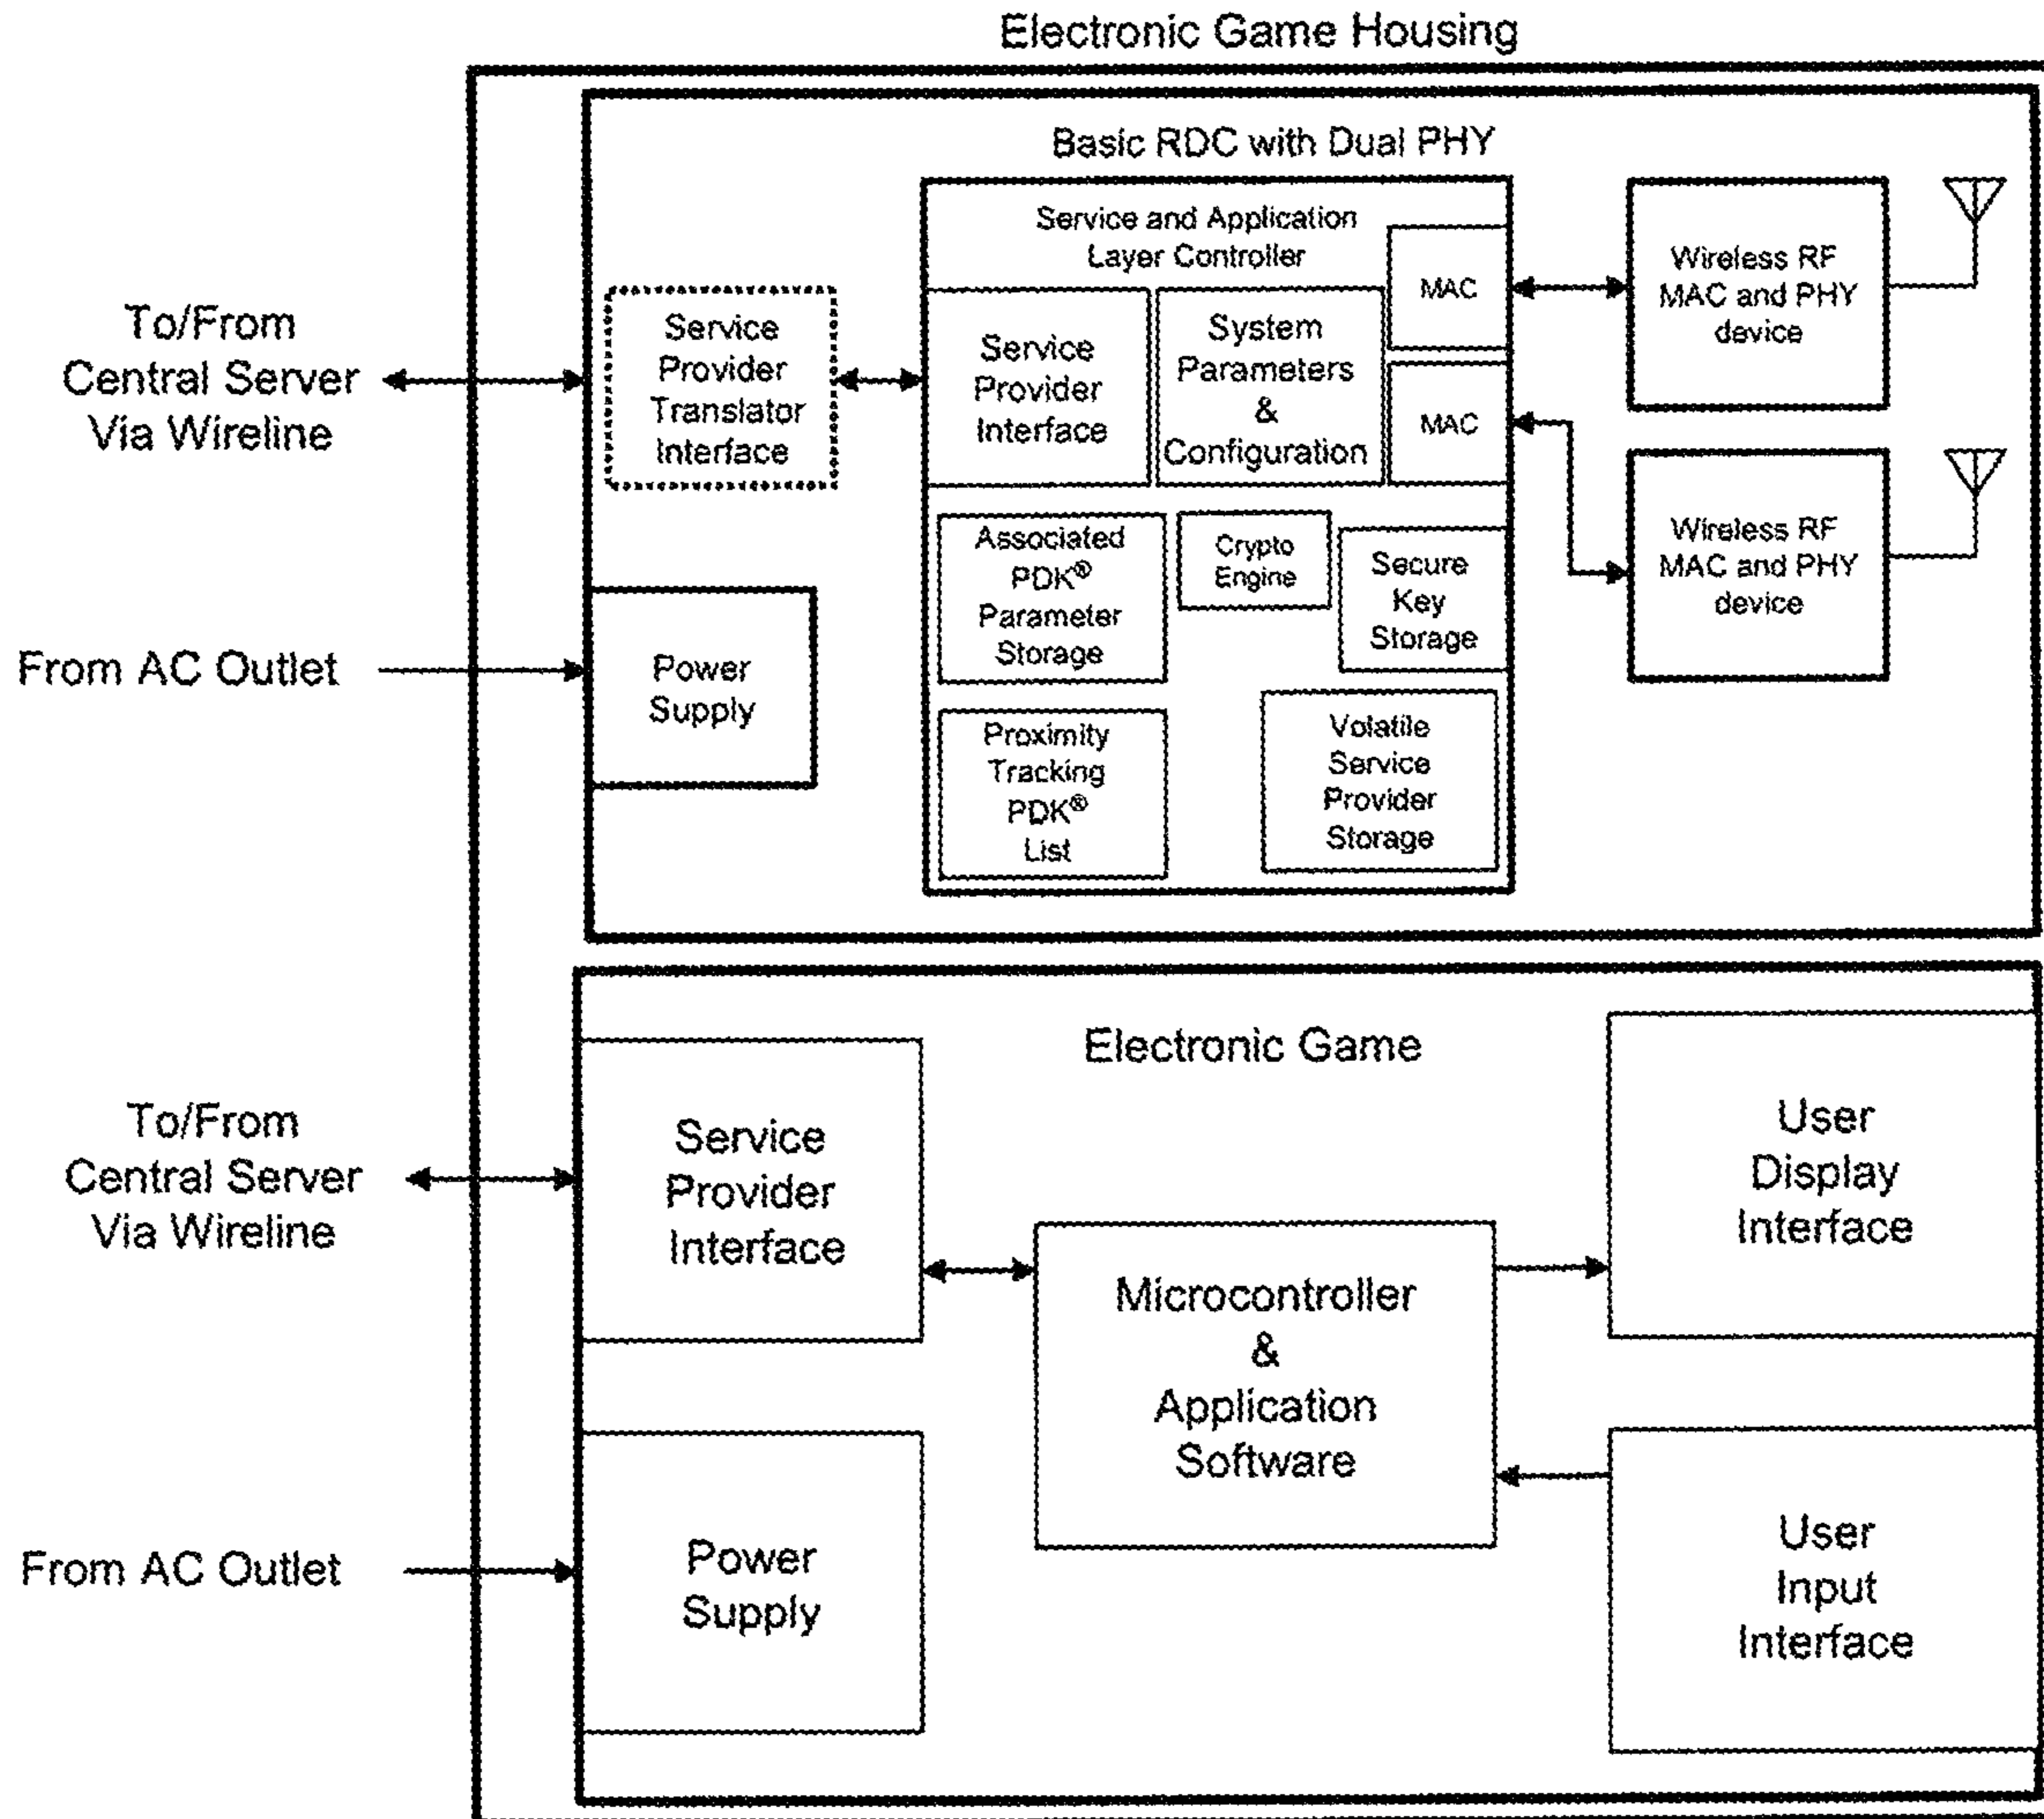 Electronic Game Housing
Basic RDC with Dual PHY
Service and Application
Layer Controller
MAC
MAC
Wireless RF
MAC and PHY
device
Wireless RF
MAC and PHY
device
To/From
Central Server
Via Wireline
Service
Provider
Translator
Interface
Service
Provider
Interface
System
Parameters
&
Configuration
Associated
PDK®
Parameter
Storage
Crypto
Engine
Secure
Key
Storage
From AC Outlet
Power
Supply
Proximity
Tracking
PDK®
List
Volatile
Service
Provider
Storage
Electronic Game
To/From
Central Server
Via Wireline
Service
Provider
Interface
User
Display
Interface
Microcontroller
&
Application
Software
From AC Outlet
Power
Supply
User
Input
Interface